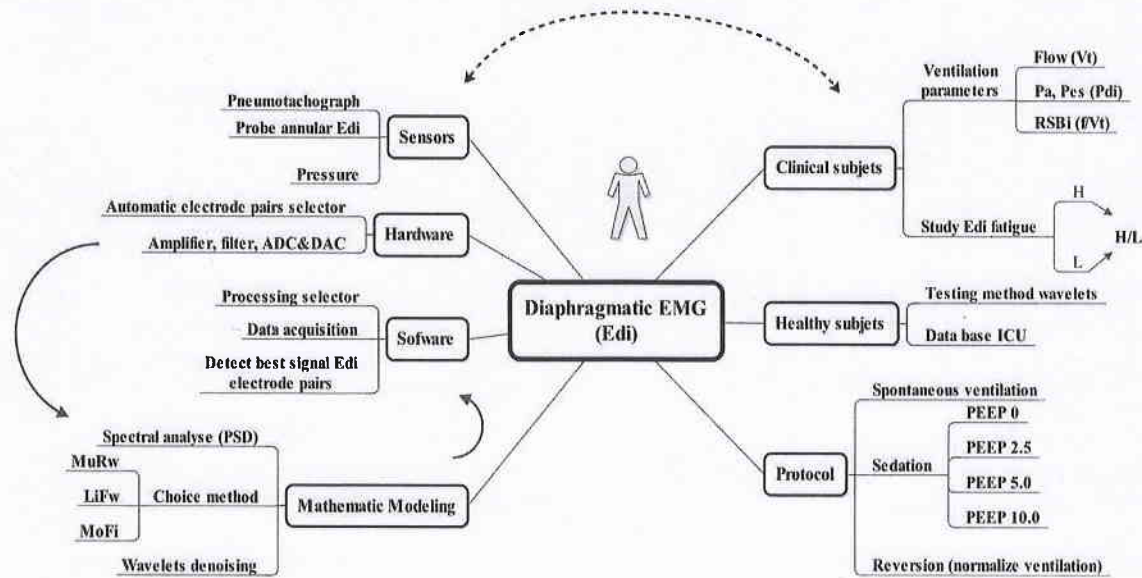 Pneumotachograph
Probe annular Edi
Pressure
Sensors
Automatic electrode pairs selector
Amplifier, filter, ADC&DAC
Hardware
Processing selector
Data acquisition
Detect best signal Edi
electrode pairs
Sofware
Spectral analyse (PSD)
MuRw
LiFw
MoFi
Choice method
Wavelets denoising
Mathematic Modeling
Diaphragmatic EMG
(Edi)
Clinical subjets
Ventilation
parameters
Flow (Vt)
Pa, Pes (Pdi)
RSBi (f/Vt)
Study Edi fatigue
H
L
H/L
Healthy subjets
Testing method wavelets
Data base ICU
Protocol
Spontaneous ventilation
Sedation
PEEP 0
PEEP 2.5
PEEP 5.0
PEEP 10.0
Reversion (normalize ventilation)